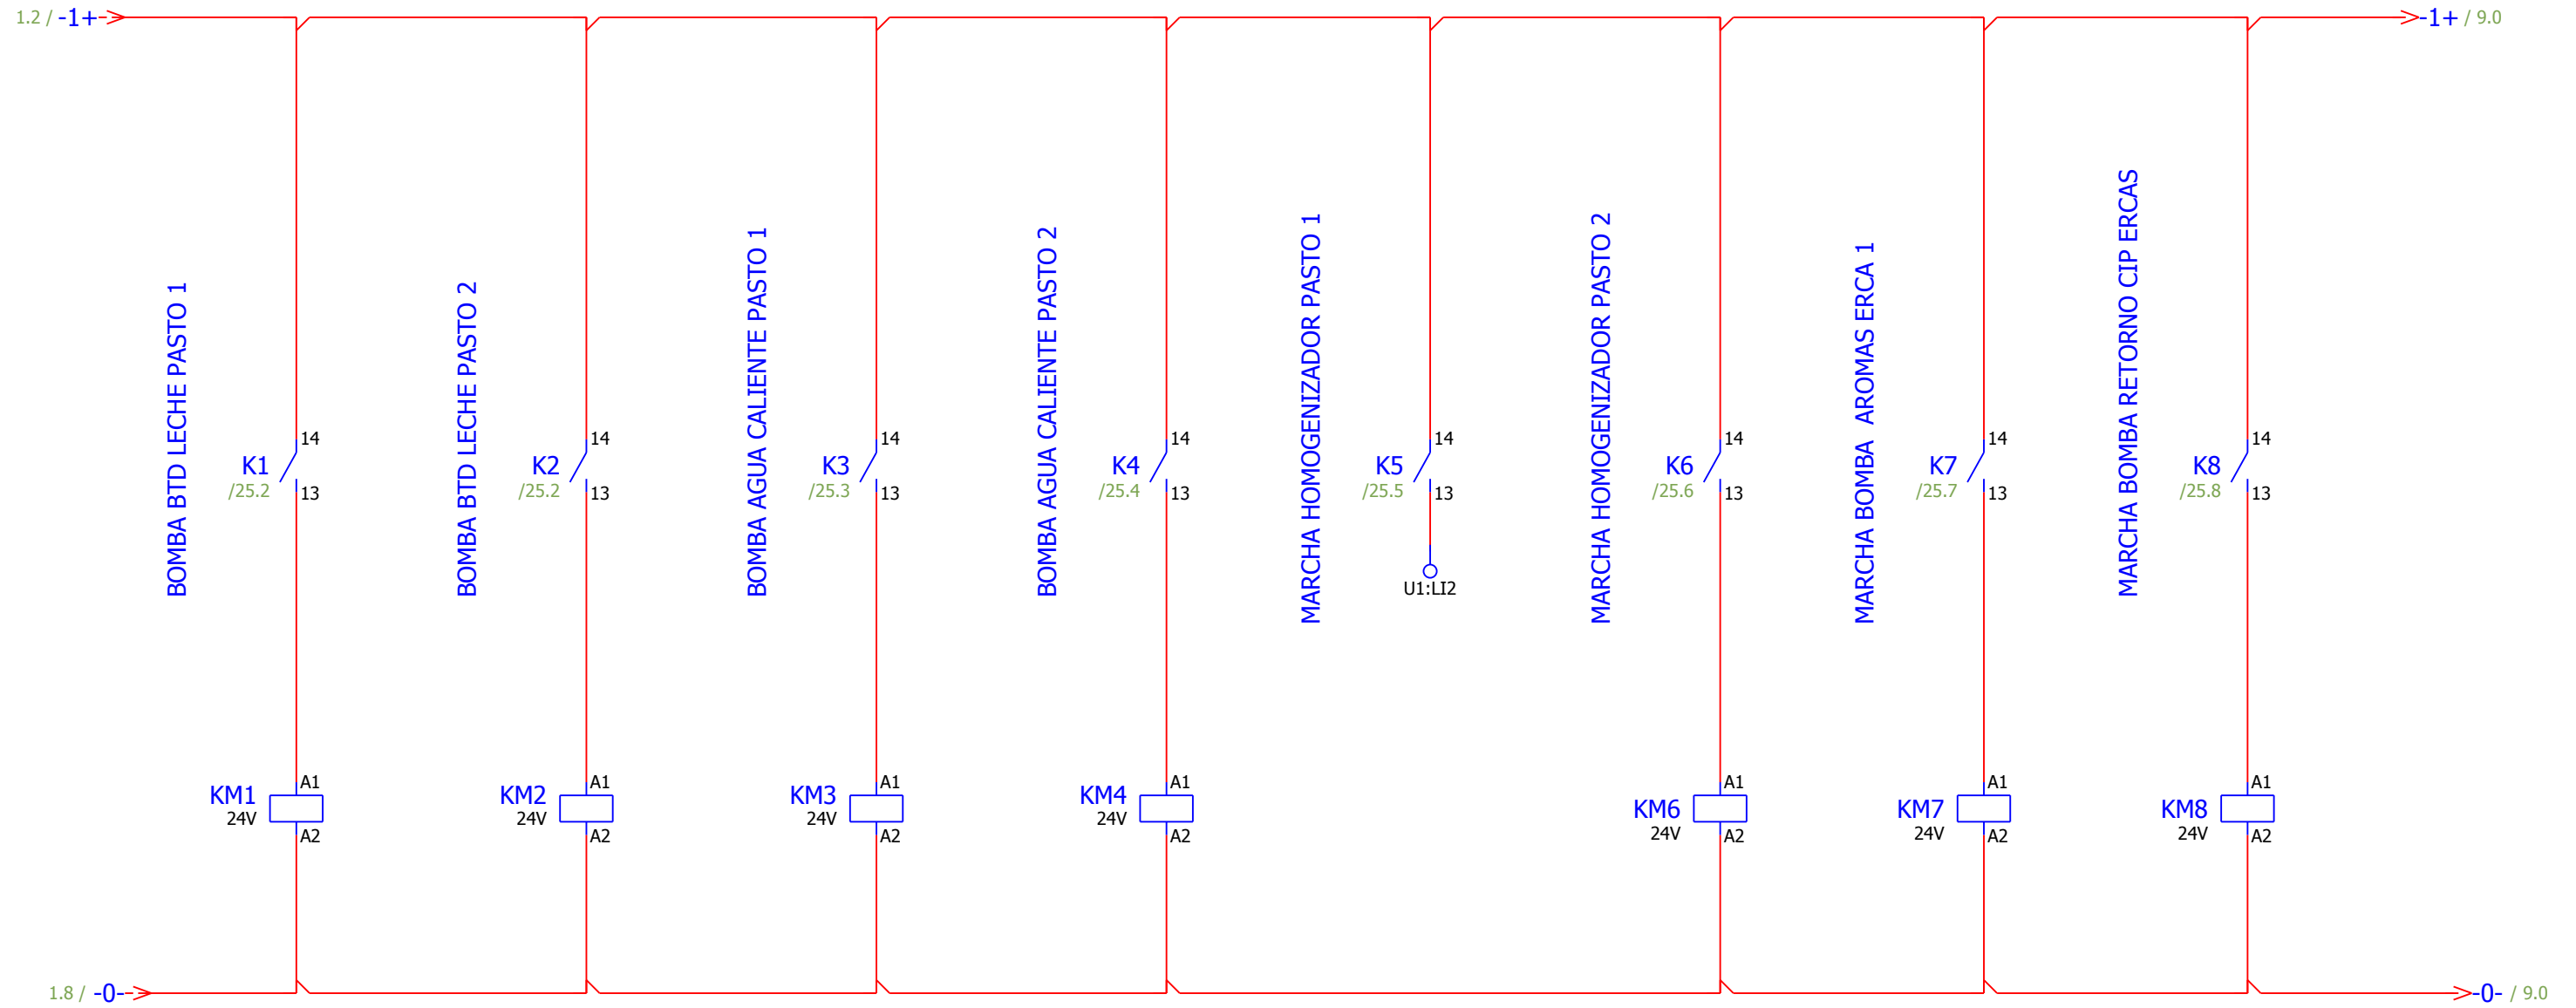 1.2 / -1+
-1+ / 9.0
BOMBA BTD LECHE PASTO 1
K1
/25.2
14
13
KM1
24V
A1
A2
BOMBA BTD LECHE PASTO 2
K2
/25.2
14
13
KM2
24V
A1
A2
BOMBA AGUA CALIENTE PASTO 1
K3
/25.3
14
13
KM3
24V
A1
A2
BOMBA AGUA CALIENTE PASTO 2
K4
/25.4
14
13
KM4
24V
A1
A2
MARCHA HOMOGENIZADOR PASTO 1
K5
/25.5
14
13
U1:LI2
MARCHA HOMOGENIZADOR PASTO 2
K6
/25.6
14
13
KM6
24V
A1
A2
MARCHA BOMBA  AROMAS ERCA 1
K7
/25.7
14
13
KM7
24V
A1
A2
MARCHA BOMBA RETORNO CIP ERCAS
K8
/25.8
14
13
KM8
24V
A1
A2
1.8 / -0-
-0- / 9.0